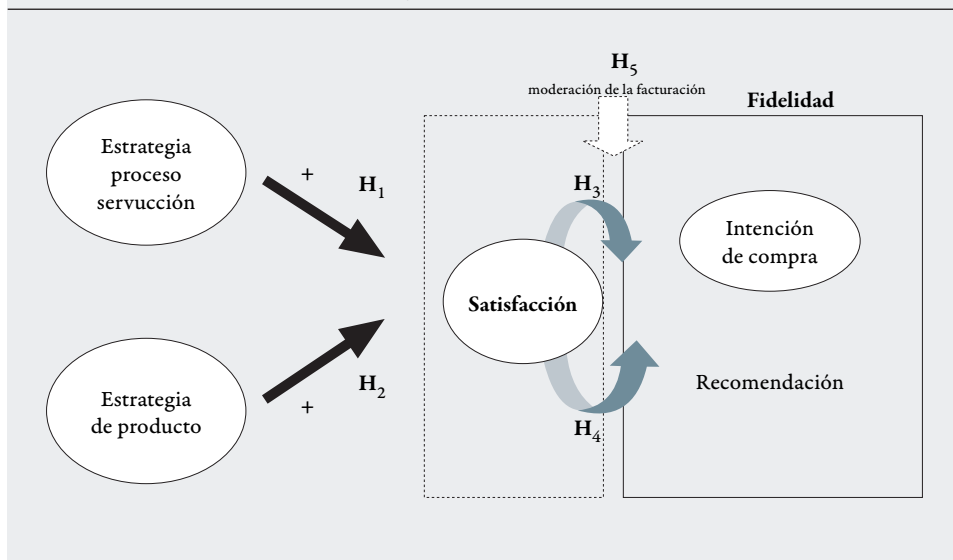 H5
moderación de la facturación
Fidelidad
Estrategia
proceso
servucción
+
H1
H3
Intención
de compra
Satisfacción
Estrategia
de producto
+
H2
Recomendación
H4